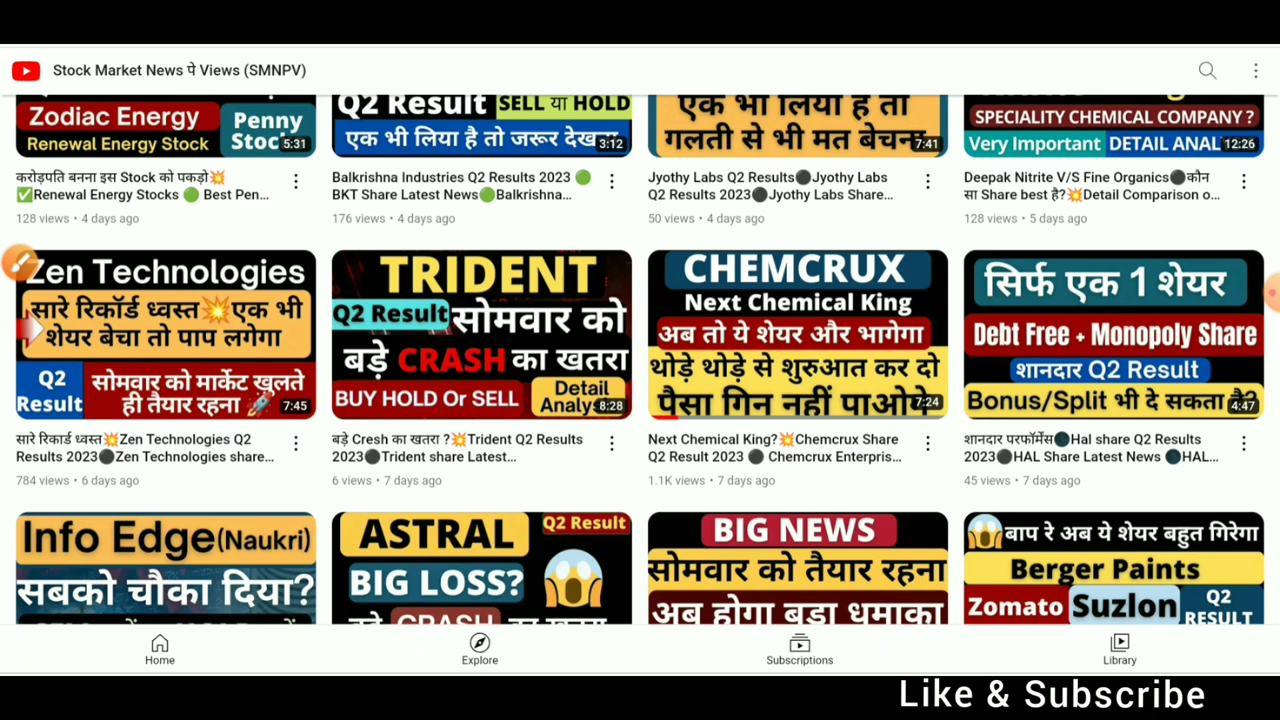 Stock Market News पे Views (SMNPV)
Zodiac Energy
Renewal Energy Stock
Penny
5:31
Q2 Result
SELL या HOLD
एक भी लिया है तो जरूर
3:12
एक भी लिया है तो
गलती से भी मत बेचना
7:41
SPECIALITY CHEMICAL COMPANY ?
Very Important
DETAIL
12:26
करोड़पति बनना इस Stock को पकड़ो💥
✅Renewal Energy Stocks 🟢 Best Pen...
128 views • 4 days ago
Balkrishna Industries Q2 Results 2023 🟢
BKT Share Latest News🟢Balkrishna...
176 views • 4 days ago
Jyothy Labs Q2 Results⚫Jyothy Labs
Q2 Results 2023⚫Jyothy Labs Share...
50 views • 4 days ago
Deepak Nitrite V/S Fine Organics⚫कौन
सा Share best है?💥Detail Comparison o...
128 views • 5 days ago
Zen Technologies
सारे रिकॉर्ड ध्वस्त💥एक भी
शेयर बेचा तो पाप लगेगा
Q2
Result
सोमवार को मार्केट खुलते
ही तैयार रहना 🚀
7:45
TRIDENT
Q2 Result सोमवार को
बड़े CRASH का खतरा
BUY HOLD Or SELL
Detail
8:28
CHEMCRUX
Next Chemical King
अब तो ये शेयर और भागेगा
थोड़े थोड़े से शुरुआत कर दो
पैसा गिन नहीं पाओगे
7:24
सिर्फ एक 1 शेयर
Debt Free + Monopoly Share
शानदार Q2 Result
Bonus/Split भी दे सकता है?
4:47
सारे रिकार्ड ध्वस्त💥Zen Technologies Q2
Results 2023⚫Zen Technologies share...
784 views • 6 days ago
बड़े Cresh का खतरा ?💥Trident Q2 Results
2023⚫Trident share Latest...
6 views • 7 days ago
Next Chemical King?💥Chemcrux Share
Q2 Result 2023 ⚫ Chemcrux Enterpris...
1.1K views • 7 days ago
शानदार परफॉर्मेंस🌑Hal share Q2 Results
2023⚫HAL Share Latest News 🌑HAL...
45 views • 7 days ago
Info Edge(Naukri)
सबको चौका दिया?
ASTRAL
Q2 Result
BIG LOSS?
BIG NEWS
सोमवार को तैयार रहना
अब होगा बडा धमाका
😱बाप रे अब ये शेयर बहुत गिरेगा
Berger Paints
Zomato Suzlon Q2
RESULT
Home
Explore
Subscriptions
Library
Like & Subscribe